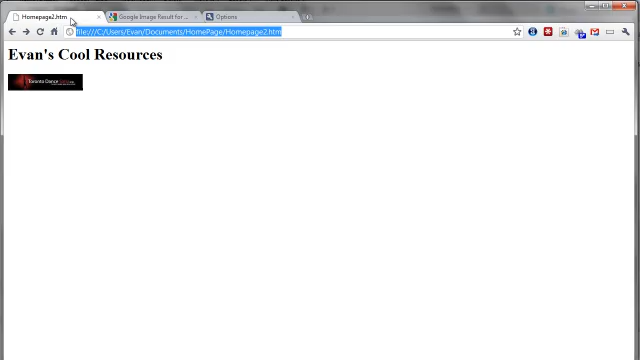 Homepage2.htm
Google Image Result for ...
Options
file:///C:/Users/Evan/Documents/HomePage/Homepage2.htm
Evan's Cool Resources
Toronto Dance